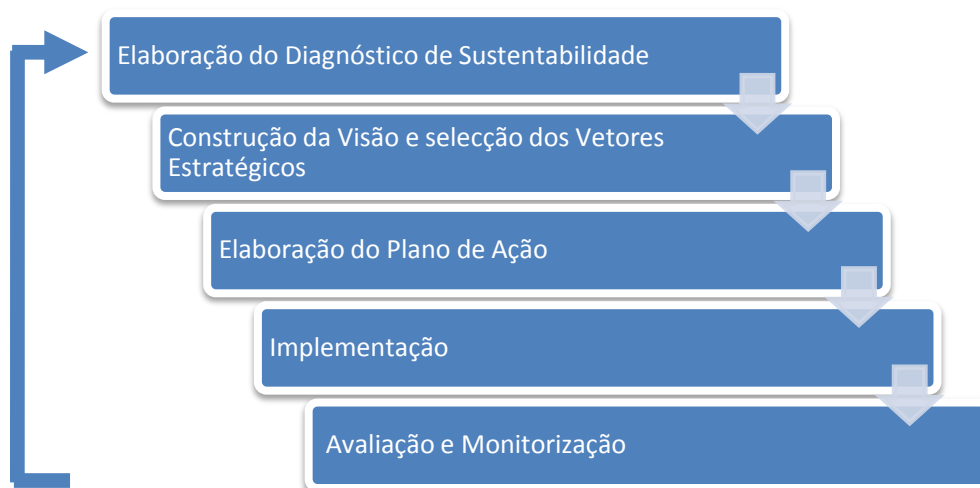 Elaboração do Diagnóstico de Sustentabilidade
Construção da Visão e selecção dos Vetores
Estratégicos
Elaboração do Plano de Ação
Implementação
Avaliação e Monitorização